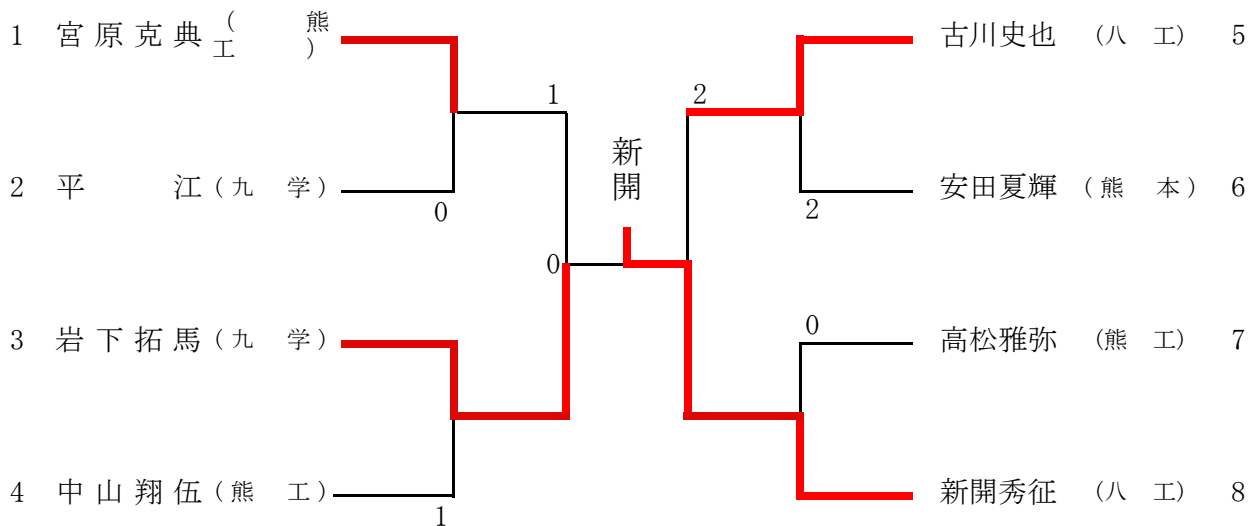 1 宮原克典(熊工)
古川史也 (八工) 5
1
2
新開
2 平 江(九学)
0
安田夏輝 (熊本) 6
2
0
3 岩下拓馬(九学)
0
高松雅弥 (熊工) 7
4 中山翔伍(熊工)
1
新開秀征 (八工) 8